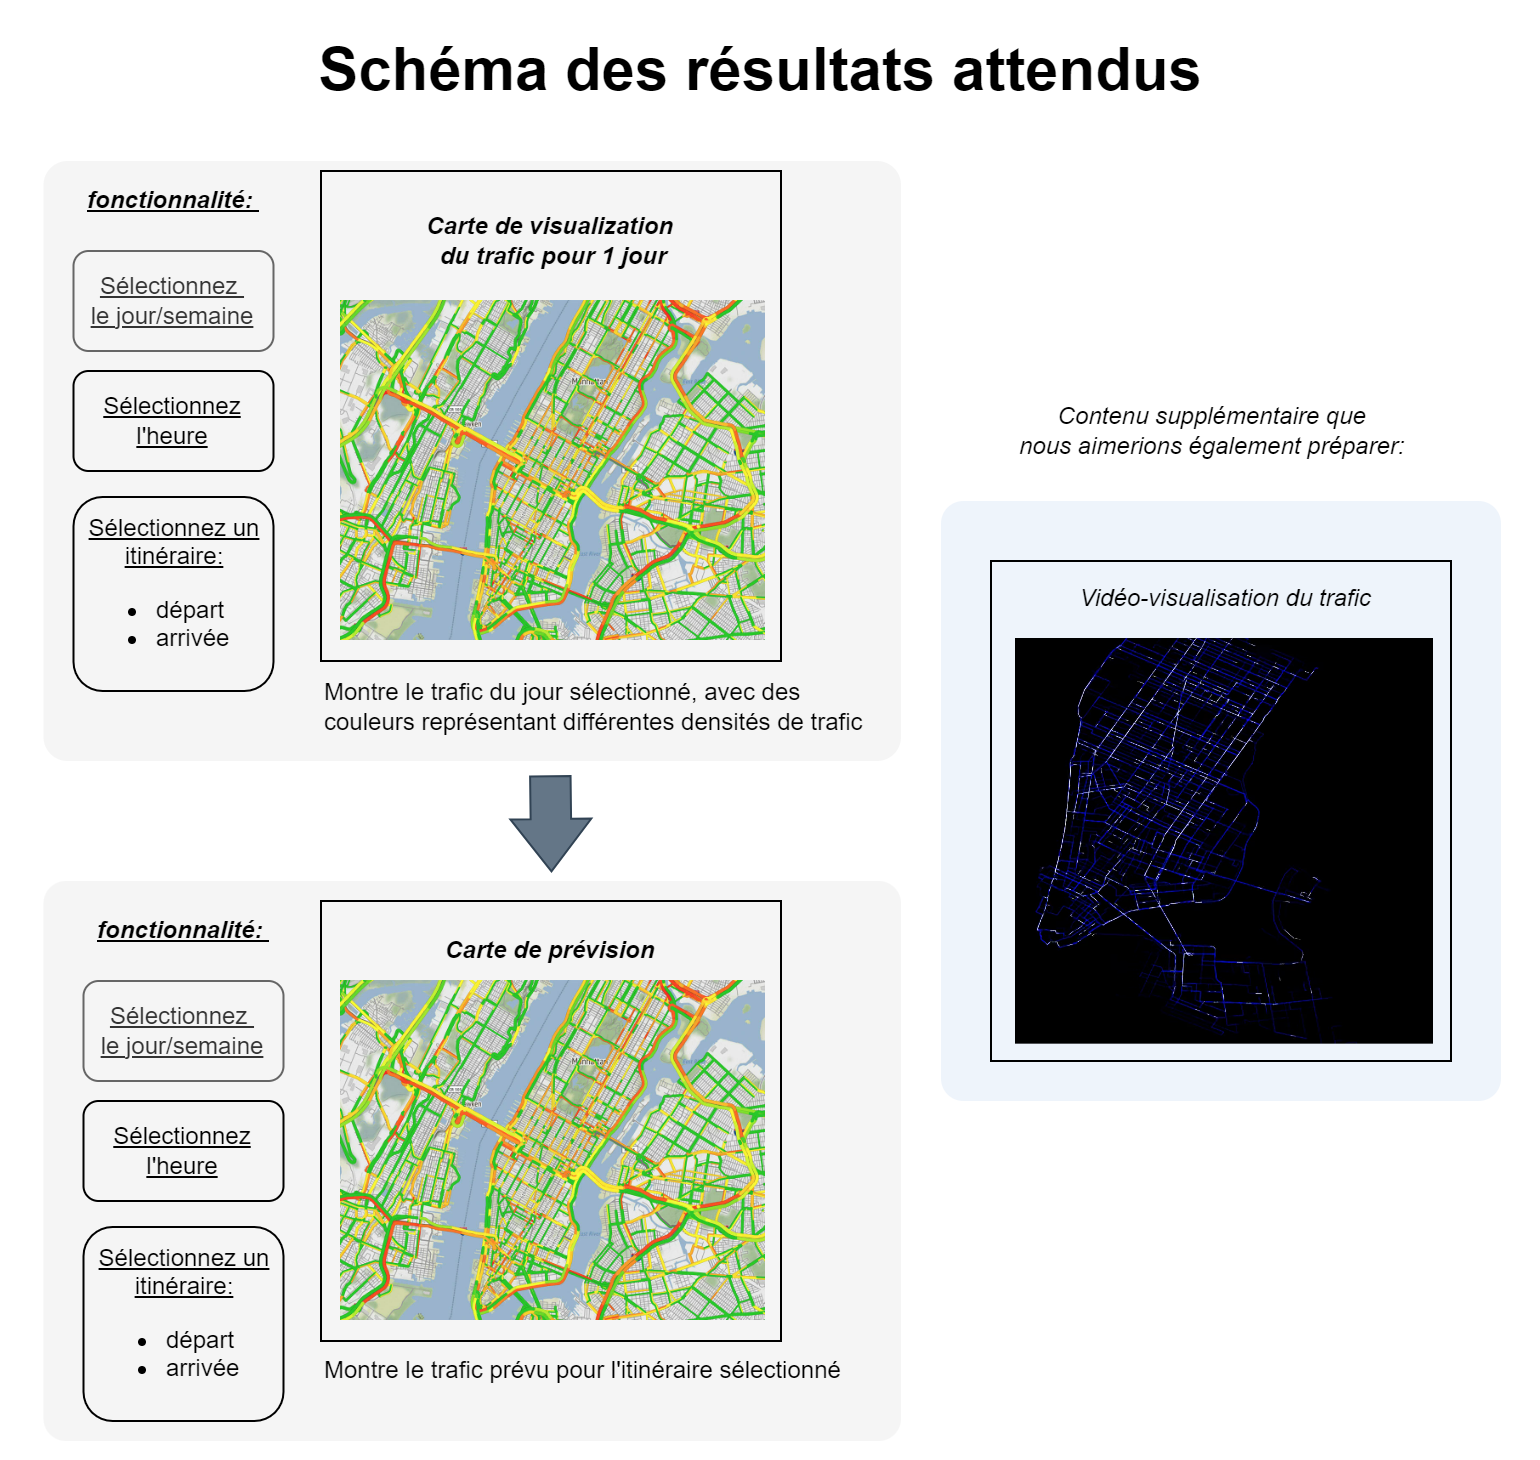 Schéma des résultats attendus
fonctionnalité:
Sélectionnez
le jour/semaine
Sélectionnez
l'heure
Sélectionnez un
itinéraire:
• départ
• arrivée
Carte de visualization
du trafic pour 1 jour
Manhattan
Montre le trafic du jour sélectionné, avec des
couleurs représentant différentes densités de trafic
fonctionnalité:
Sélectionnez
le jour/semaine
Sélectionnez
l'heure
Sélectionnez un
itinéraire:
• départ
• arrivée
Carte de prévision
Manhattan
Montre le trafic prévu pour l'itinéraire sélectionné
Contenu supplémentaire que
nous aimerions également préparer:
Vidéo-visualisation du trafic